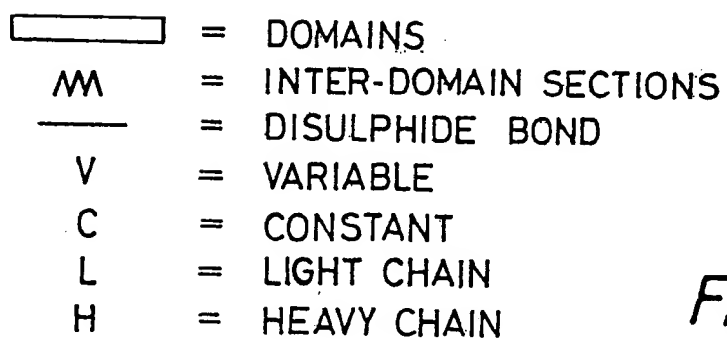 = DOMAINS
= INTER-DOMAIN SECTIONS
= DISULPHIDE BOND
V = VARIABLE
C = CONSTANT
L = LIGHT CHAIN
H = HEAVY CHAIN